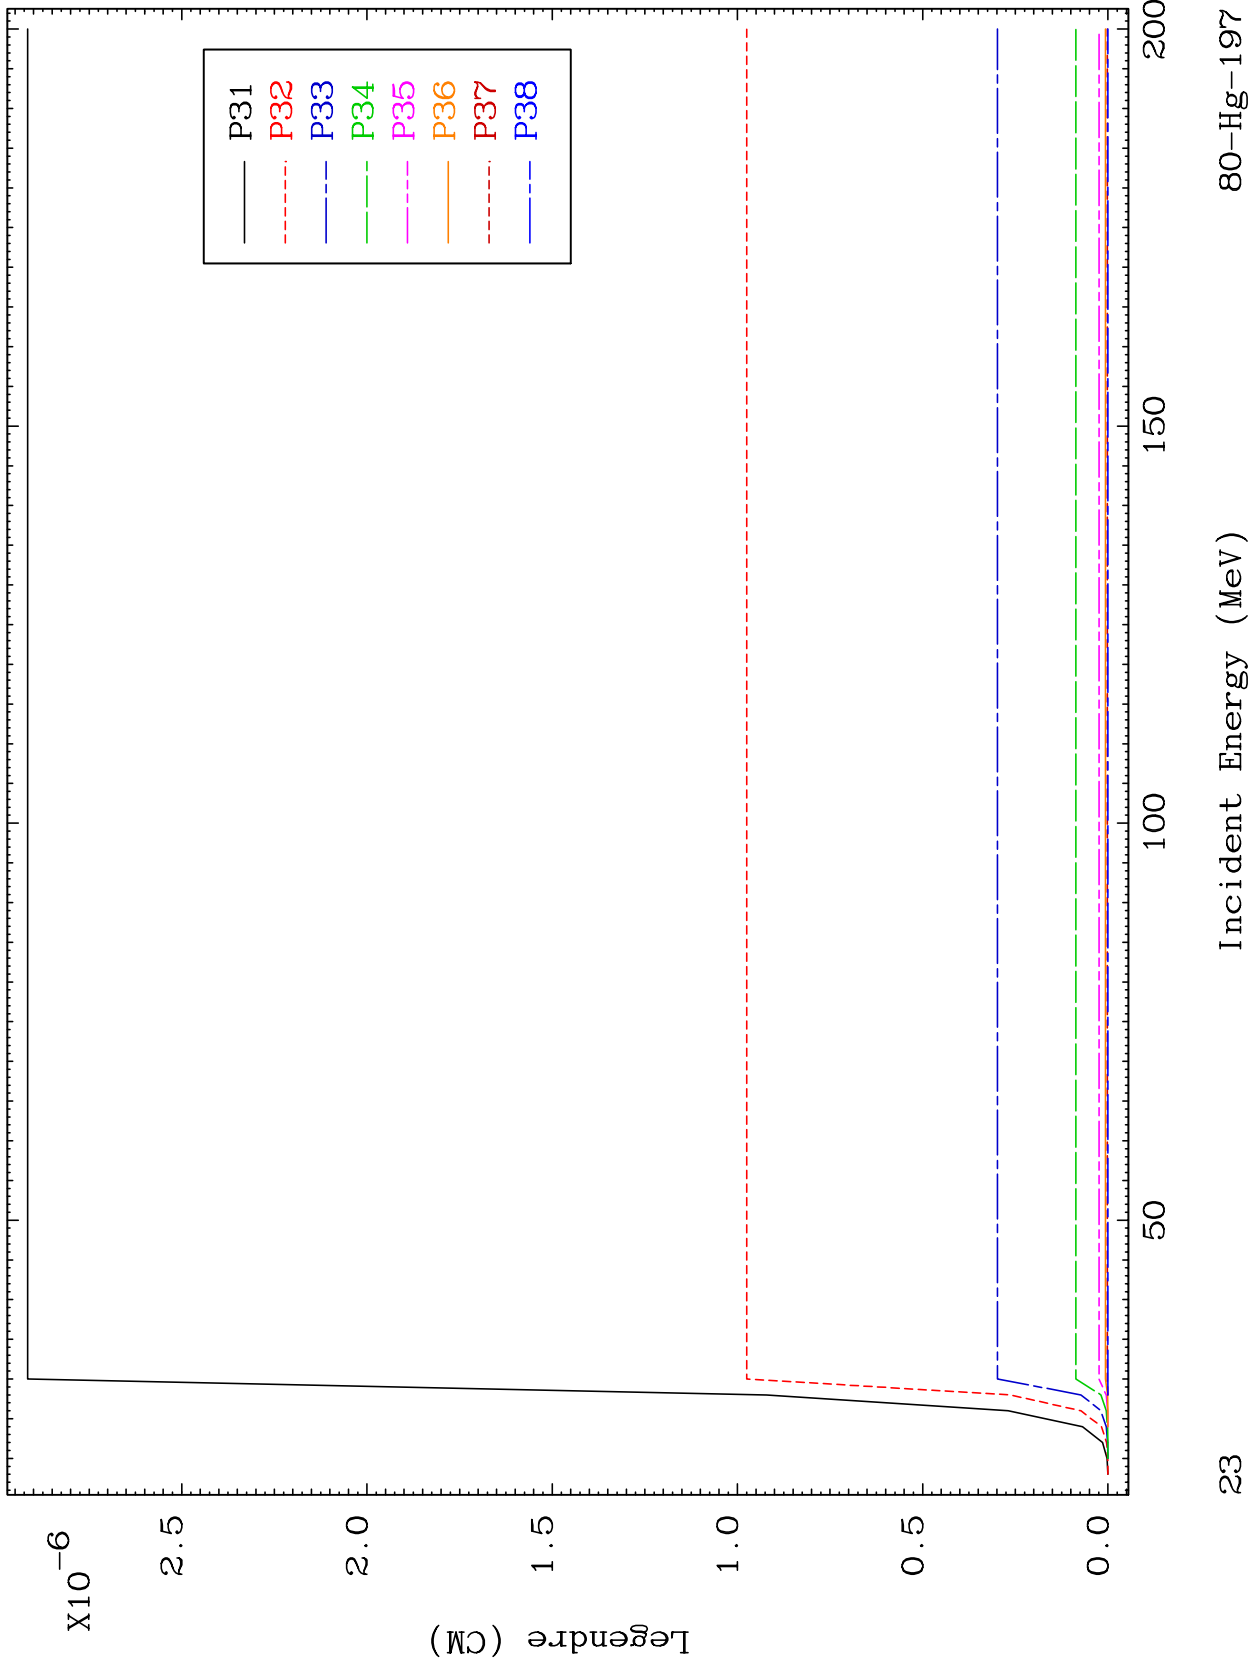 X10-6
2.5
2.0
1.5
1.0
0.5
0.0
Legendre (CM)
P31
P32
P33
P34
P35
P36
P37
P38
50
100
150
200
Incident Energy (MeV)
23
80-Hg-197